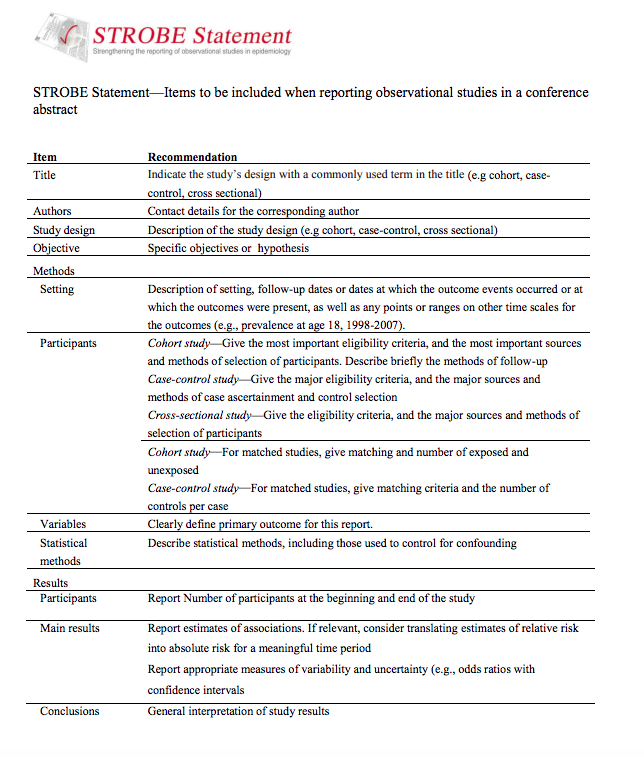 STROBE Statement
Strengthening the reporting of observational studies in epidemiology
STROBE Statement—Items to be included when reporting observational studies in a conference
abstract
Item Recommendation
Title Indicate the study's design with a commonly used term in the title (e.g cohort, case-
control, cross sectional)
Authors Contact details for the corresponding author
Study design Description of the study design (e.g cohort, case-control, cross sectional)
Objective Specific objectives or hypothesis
Methods
Setting Description of setting, follow-up dates or dates at which the outcome events occurred or at
which the outcomes were present, as well as any points or ranges on other time scales for
the outcomes (e.g., prevalence at age 18, 1998-2007).
Participants Cohort study—Give the most important eligibility criteria, and the most important sources
and methods of selection of participants. Describe briefly the methods of follow-up
Case-control study—Give the major eligibility criteria, and the major sources and
methods of case ascertainment and control selection
Cross-sectional study—Give the eligibility criteria, and the major sources and methods of
selection of participants
Cohort study—For matched studies, give matching and number of exposed and
unexposed
Case-control study—For matched studies, give matching criteria and the number of
controls per case
Variables Clearly define primary outcome for this report.
Statistical Describe statistical methods, including those used to control for confounding
methods
Results
Participants Report Number of participants at the beginning and end of the study
Main results Report estimates of associations. If relevant, consider translating estimates of relative risk
into absolute risk for a meaningful time period
Report appropriate measures of variability and uncertainty (e.g., odds ratios with
confidence intervals
Conclusions General interpretation of study results